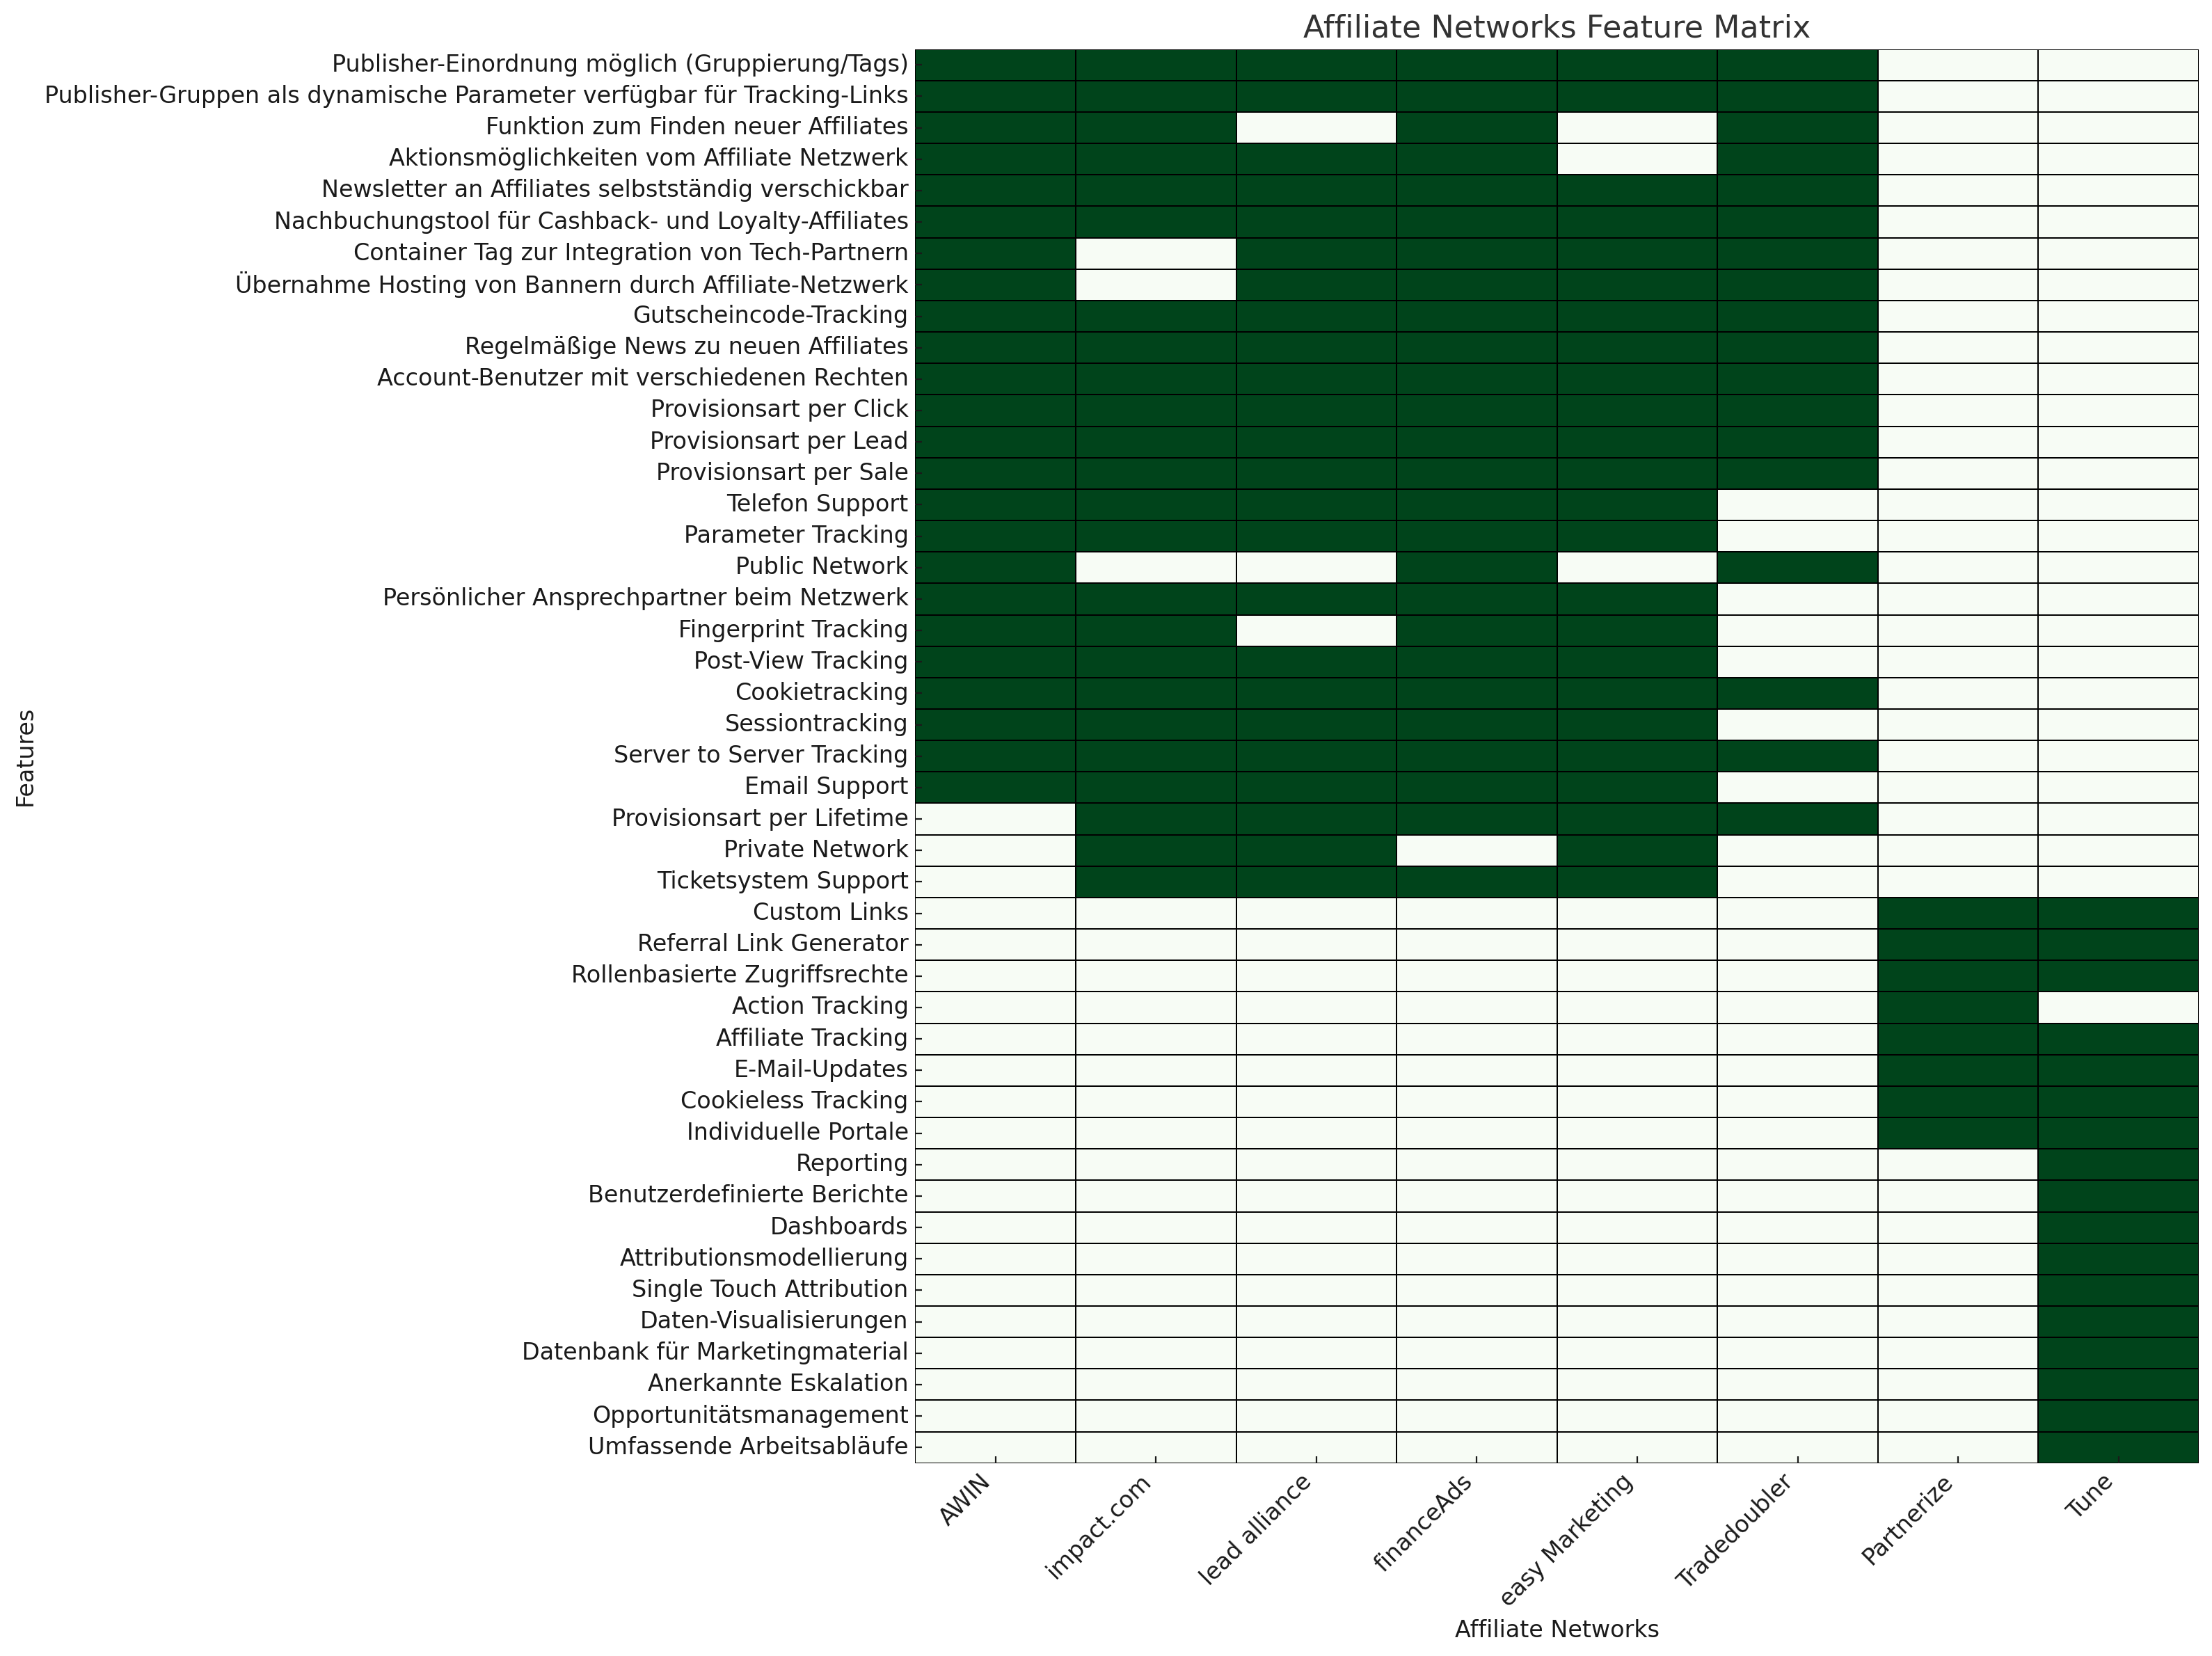 Affiliate Networks Feature Matrix
Publisher-Einordnung möglich (Gruppierung/Tags)
Publisher-Gruppen als dynamische Parameter verfügbar für Tracking-Links
Funktion zum Finden neuer Affiliates
Aktionsmöglichkeiten vom Affiliate Netzwerk
Newsletter an Affiliates selbstständig verschickbar
Nachbuchungstool für Cashback- und Loyalty-Affiliates
Container Tag zur Integration von Tech-Partnern
Übernahme Hosting von Bannern durch Affiliate-Netzwerk
Gutscheincode-Tracking
Regelmäßige News zu neuen Affiliates
Account-Benutzer mit verschiedenen Rechten
Provisionsart per Click
Provisionsart per Lead
Provisionsart per Sale
Telefon Support
Parameter Tracking
Public Network
Persönlicher Ansprechpartner beim Netzwerk
Fingerprint Tracking
Post-View Tracking
Cookietracking
Sessiontracking
Server to Server Tracking
Email Support
Provisionsart per Lifetime
Private Network
Ticketsystem Support
Custom Links
Referral Link Generator
Rollenbasierte Zugriffsrechte
Action Tracking
Affiliate Tracking
E-Mail-Updates
Cookieless Tracking
Individuelle Portale
Reporting
Benutzerdefinierte Berichte
Dashboards
Attributionsmodellierung
Single Touch Attribution
Daten-Visualisierungen
Datenbank für Marketingmaterial
Anerkannte Eskalation
Opportunitätsmanagement
Umfassende Arbeitsabläufe
Features
AWIN
impact.com
lead alliance
financeAds
easy Marketing
Tradedoubler
Partnerize
Tune
Affiliate Networks